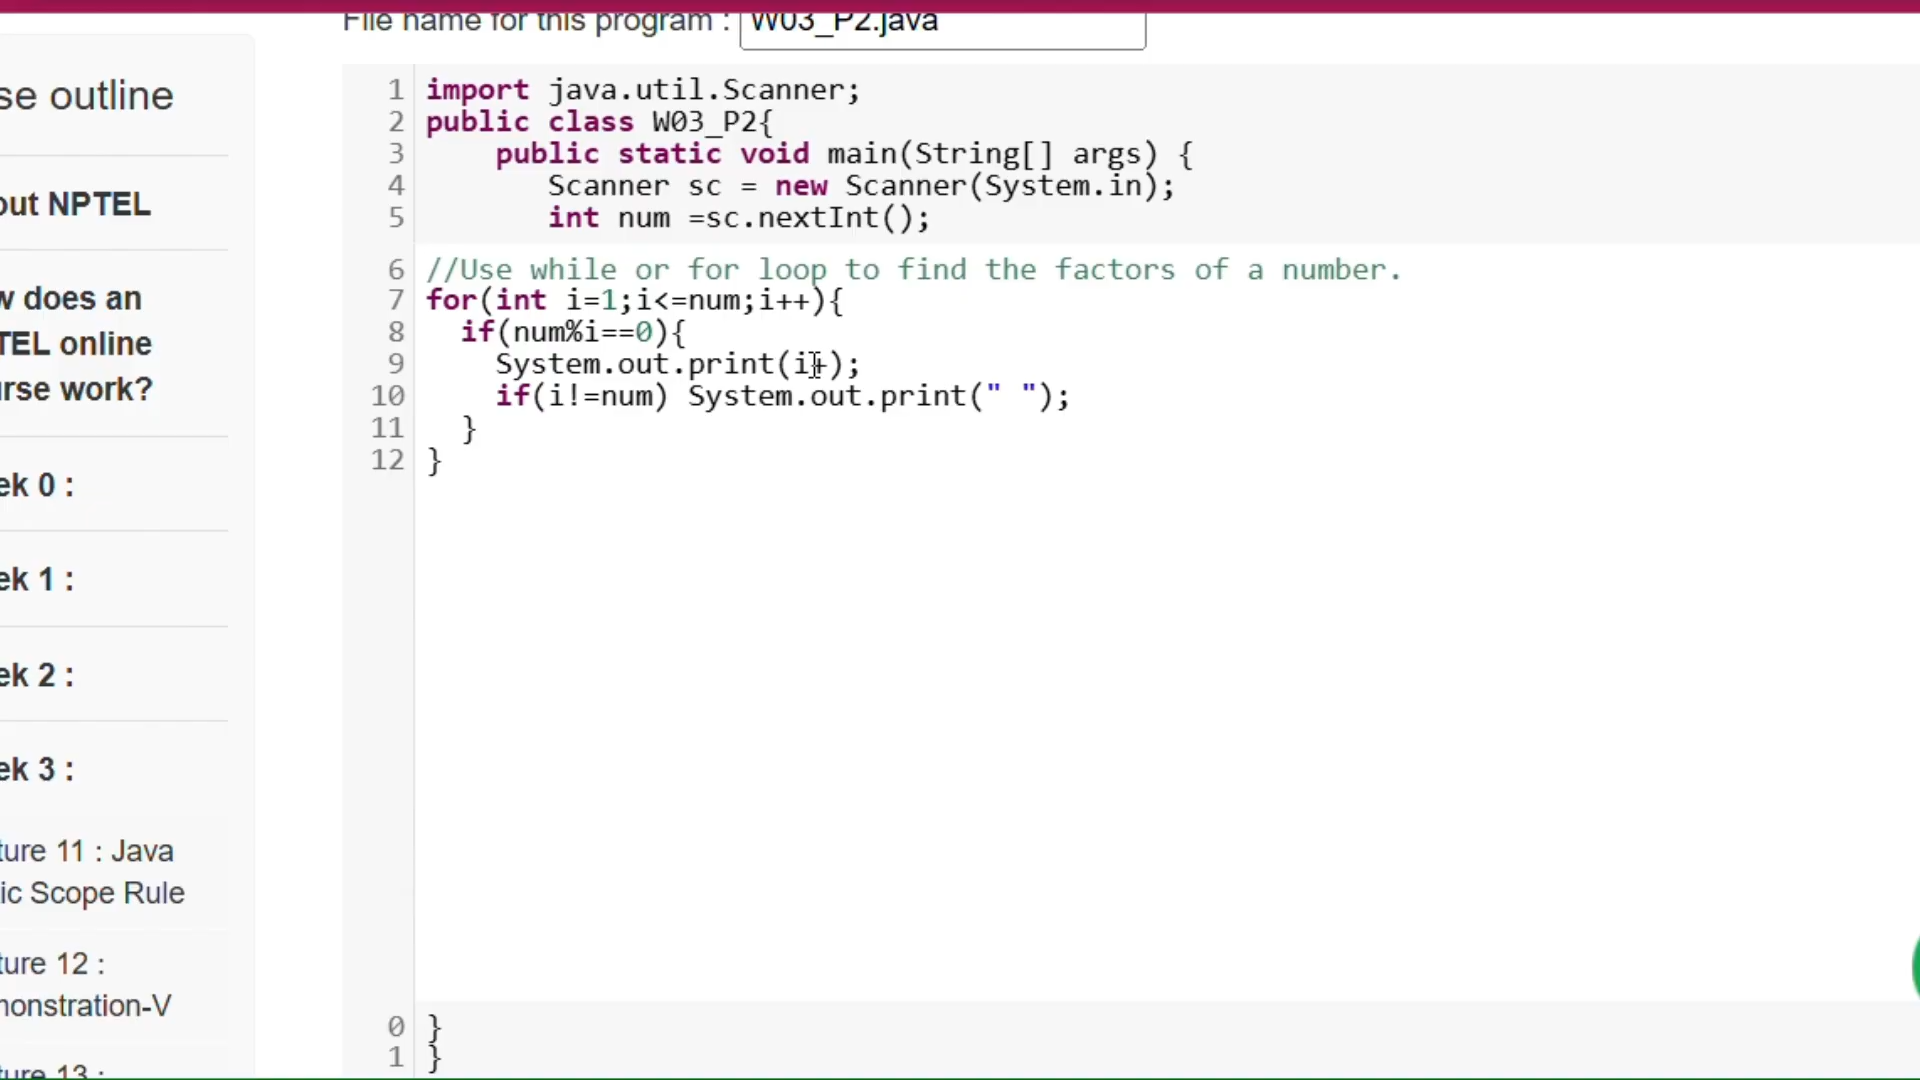 File name for this program : W03_P2.java
se outline
out NPTEL
w does an
TEL online
urse work?
ek 0 :
ek 1 :
ek 2 :
ek 3 :
ture 11 : Java
ic Scope Rule
ture 12 :
monstration-V
ture 13 :
1 import java.util.Scanner;
2 public class W03_P2{
3     public static void main(String[] args) {
4        Scanner sc = new Scanner(System.in);
5        int num =sc.nextInt();
6 //Use while or for loop to find the factors of a number.
7 for(int i=1;i<=num;i++){
8   if(num%i==0){
9     System.out.print(i+);
10     if(i!=num) System.out.print(" ");
11   }
12 }
0 }
1 }